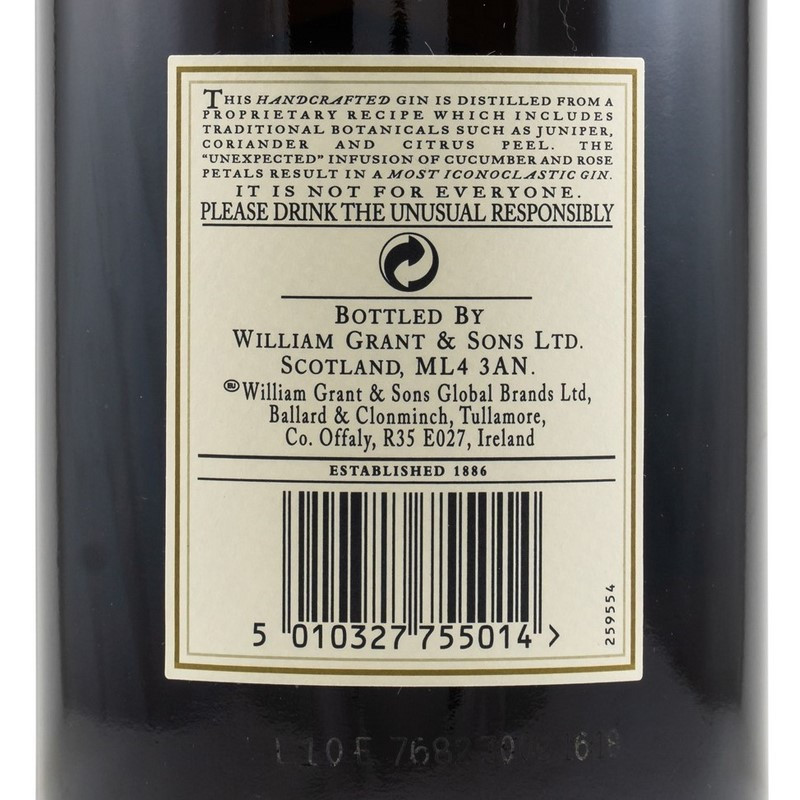 THIS HANDCRAFTED GIN IS DISTILLED FROM A
PROPRIETARY RECIPE WHICH INCLUDES
TRADITIONAL BOTANICALS SUCH AS JUNIPER,
CORIANDER AND CITRUS PEEL. THE
"UNEXPECTED" INFUSION OF CUCUMBER AND ROSE
PETALS RESULT IN A MOST ICONOCLASTIC GIN.
IT IS NOT FOR EVERYONE.
PLEASE DRINK THE UNUSUAL RESPONSIBLY
BOTTLED BY
WILLIAM GRANT & SONS LTD.
SCOTLAND, ML4 3AN.
EU William Grant & Sons Global Brands Ltd,
Ballard & Clonminch, Tullamore,
Co. Offaly, R35 E027, Ireland
ESTABLISHED 1886
259554
5 010327 755014 >